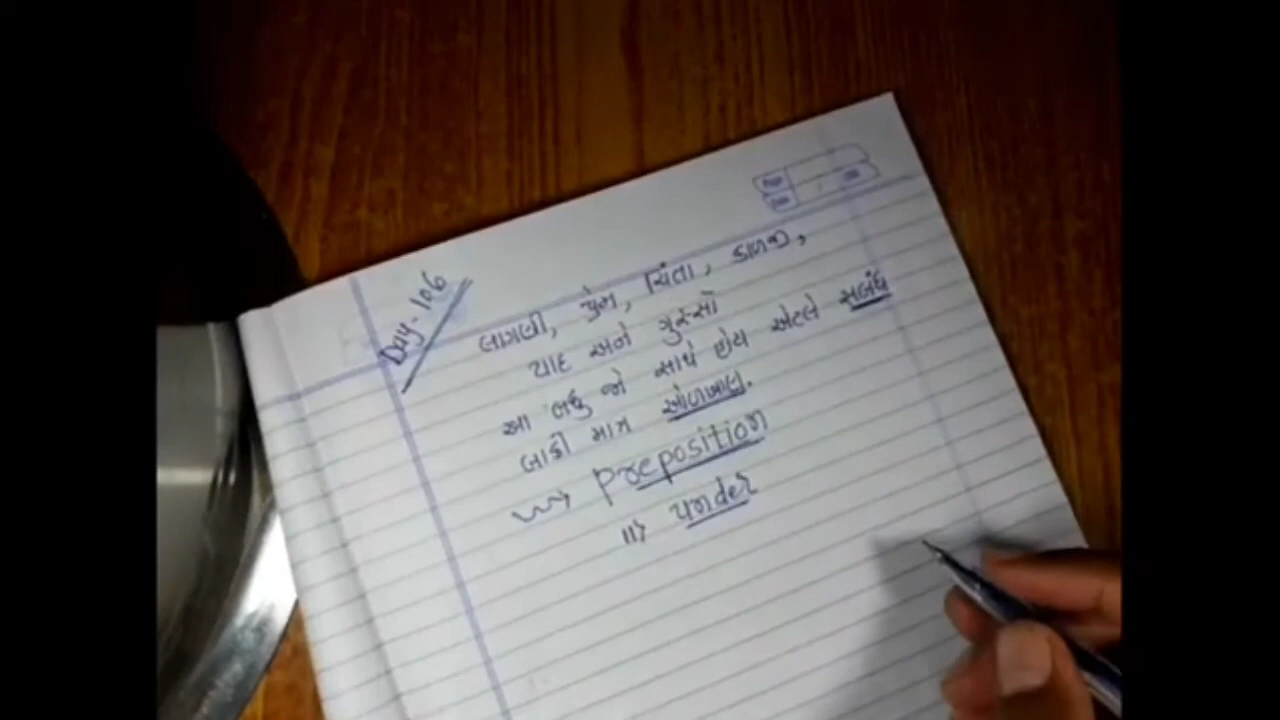 Day-106
લાગણી, પ્રેમ, ચિંતા, કાળજી,
યાદ અને ગુસ્સો
આ બધુ જો સાથે હોય એટલે સબંધ
બાકી માત્ર ઓળખાણ.
Preposition
under